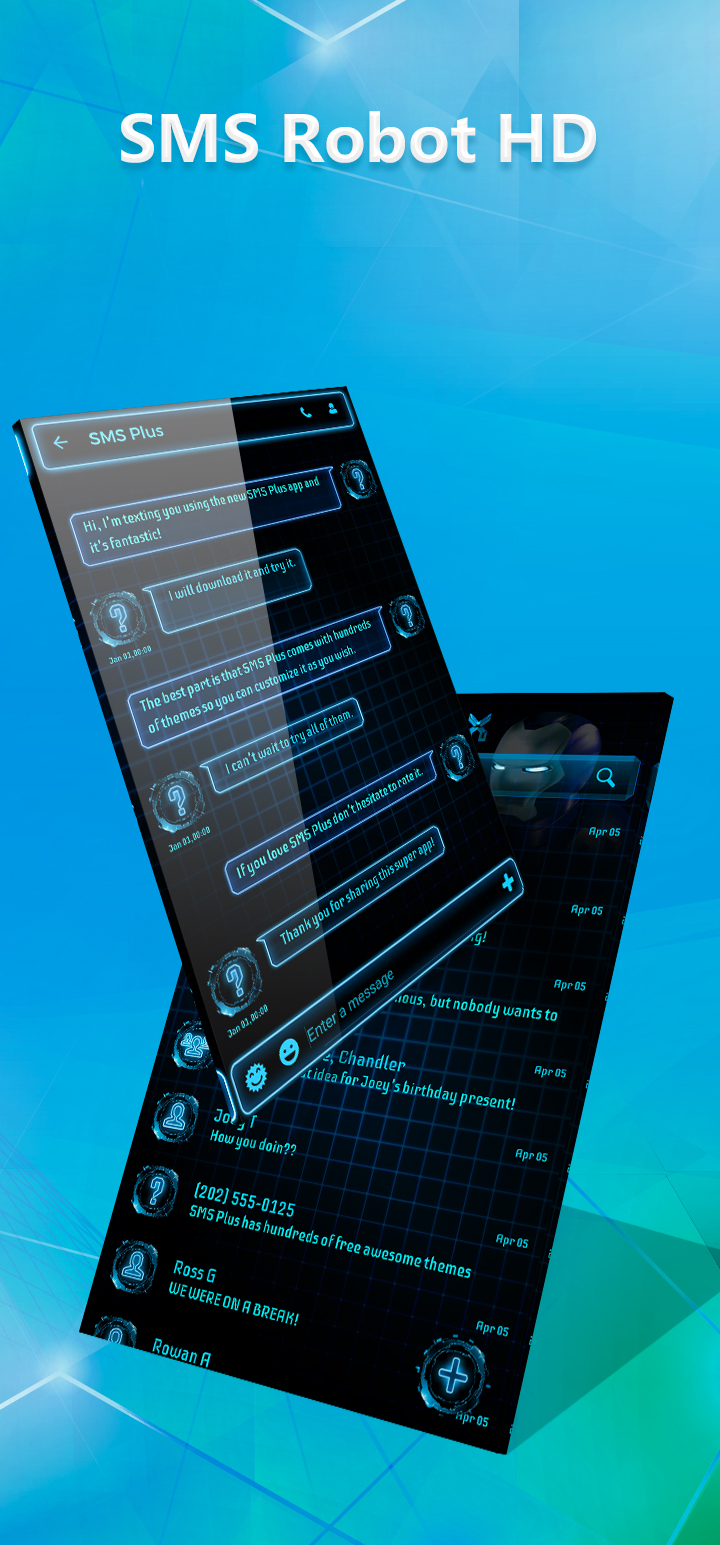 SMS Robot HD
SMS Plus
Hi, I'm texting you using the new SMS Plus app and
it's fantastic!
I will download it and try it.
Jan 01,00:00
The best part is that SMS Plus comes with hundreds
of themes so you can customize it as you wish.
I can't wait to try all of them.
Jan 01,00:00
If you love SMS Plus don't hesitate to rate it.
Thank you for sharing this super app!
Jan 01,00:00
Enter a message
Apr 05
Apr 05
Apr 05
but nobody wants to
Apr 05
Chandler
idea for Joey's birthday present!
Apr 05
Joey T
How you doin??
Apr 05
(202) 555-0125
SMS Plus has hundreds of free awesome themes
Apr 05
Ross G
WE WERE ON A BREAK!
Apr 05
Rowan A